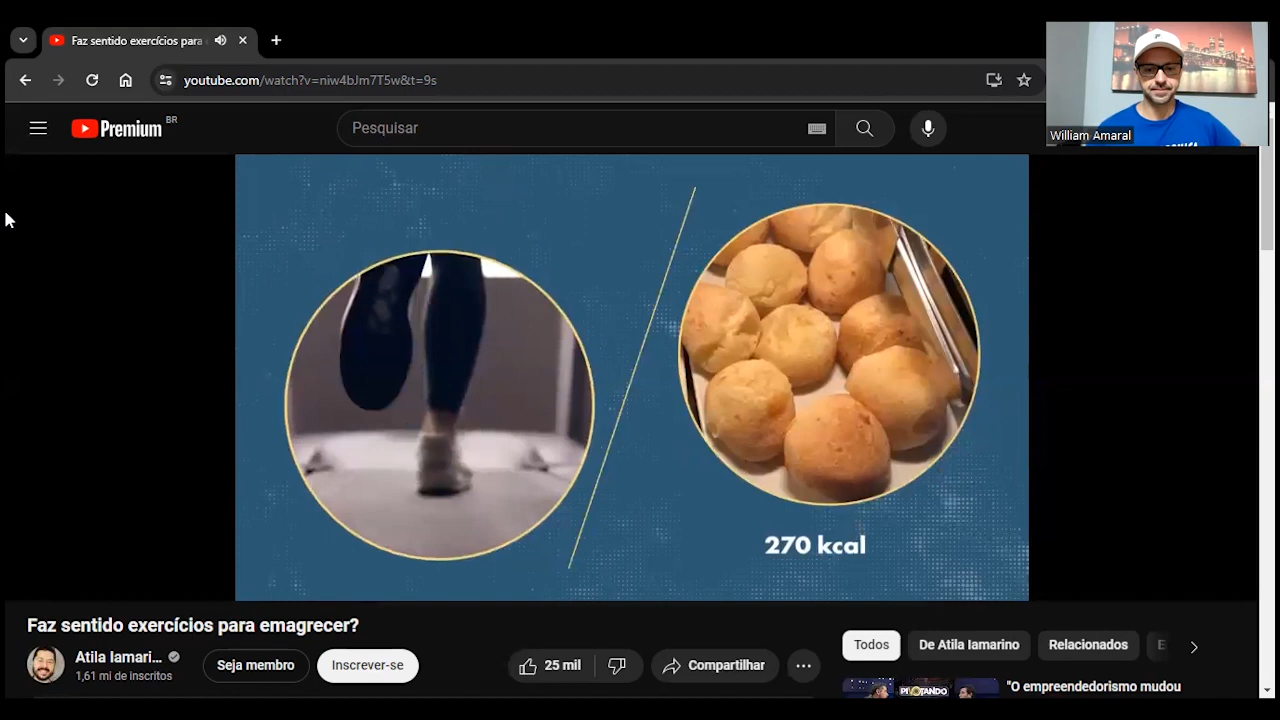 Faz sentido exercícios para
youtube.com/watch?v=niw4bJm7T5w&t=9s
Premium BR
Pesquisar
William Amaral
270 kcal
Faz sentido exercícios para emagrecer?
Atila Iamari...
1,61 mi de inscritos
Seja membro
Inscrever-se
25 mil
Compartilhar
Todos
De Atila Iamarino
Relacionados
"O empreendedorismo mudou